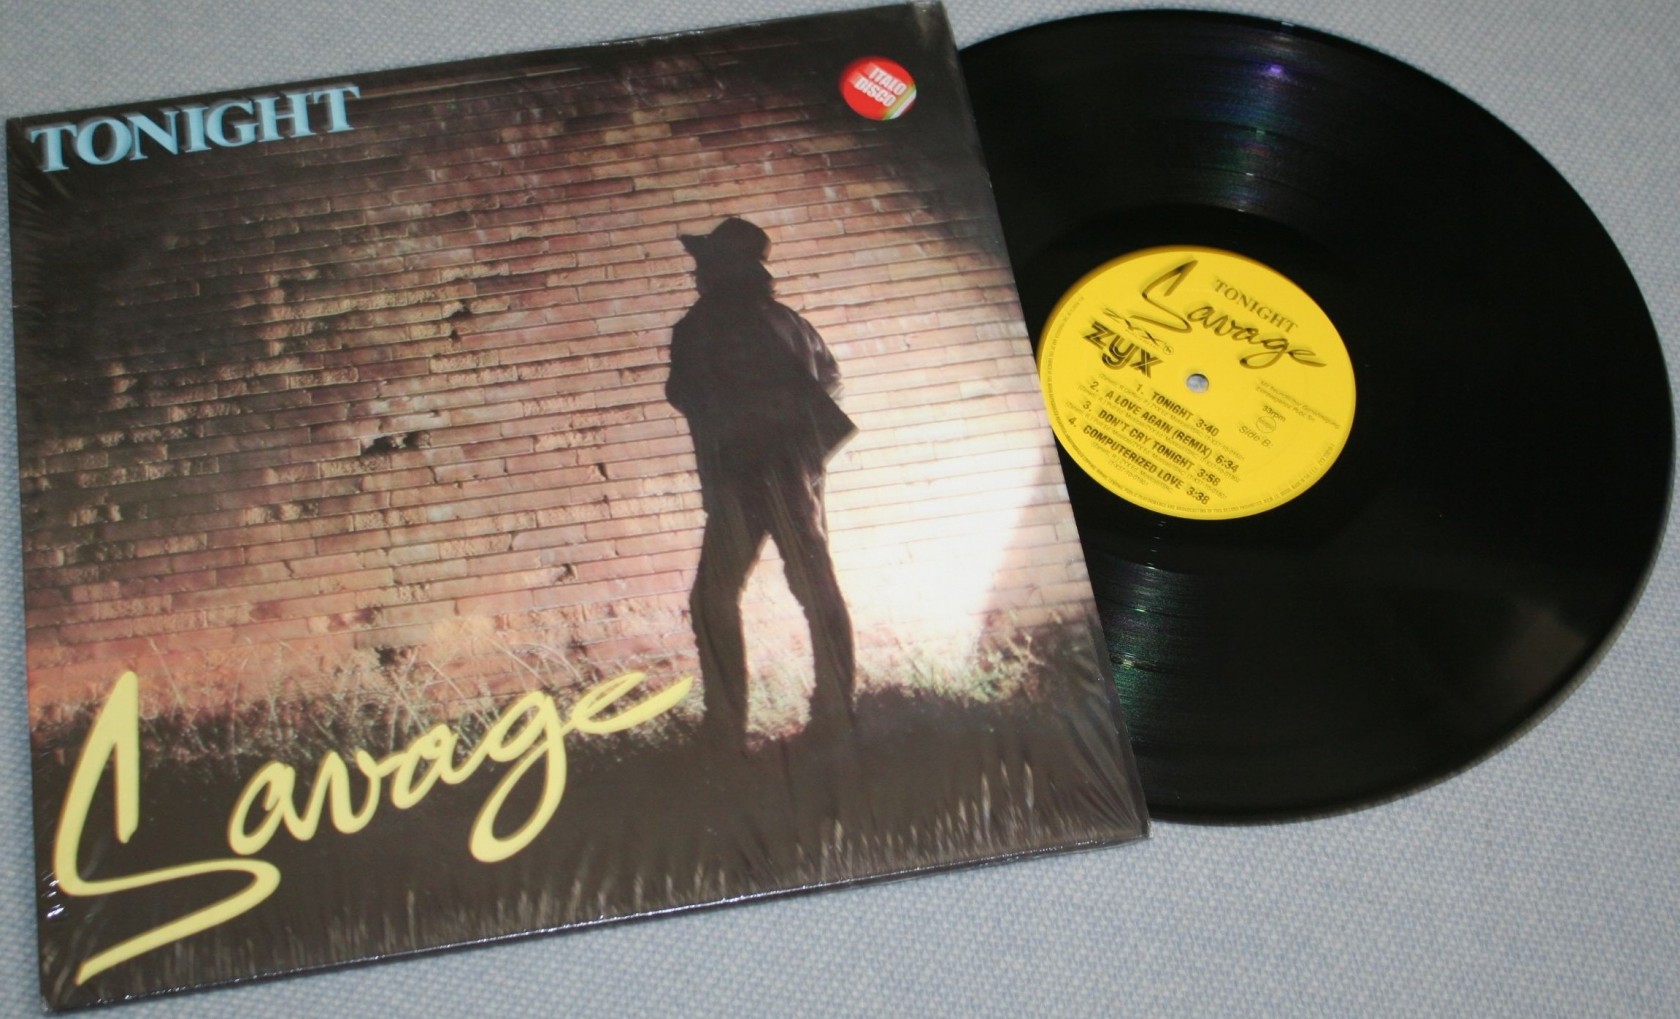 TONIGHT
ITALO
DISCO
Savage
TONIGHT
Savage
ZYX
33rpm
Side B
1. TONIGHT 3:40
2. A LOVE AGAIN (REMIX) 6:34
3. DON'T CRY TONIGHT 3:58
4. COMPUTERIZED LOVE 3:38